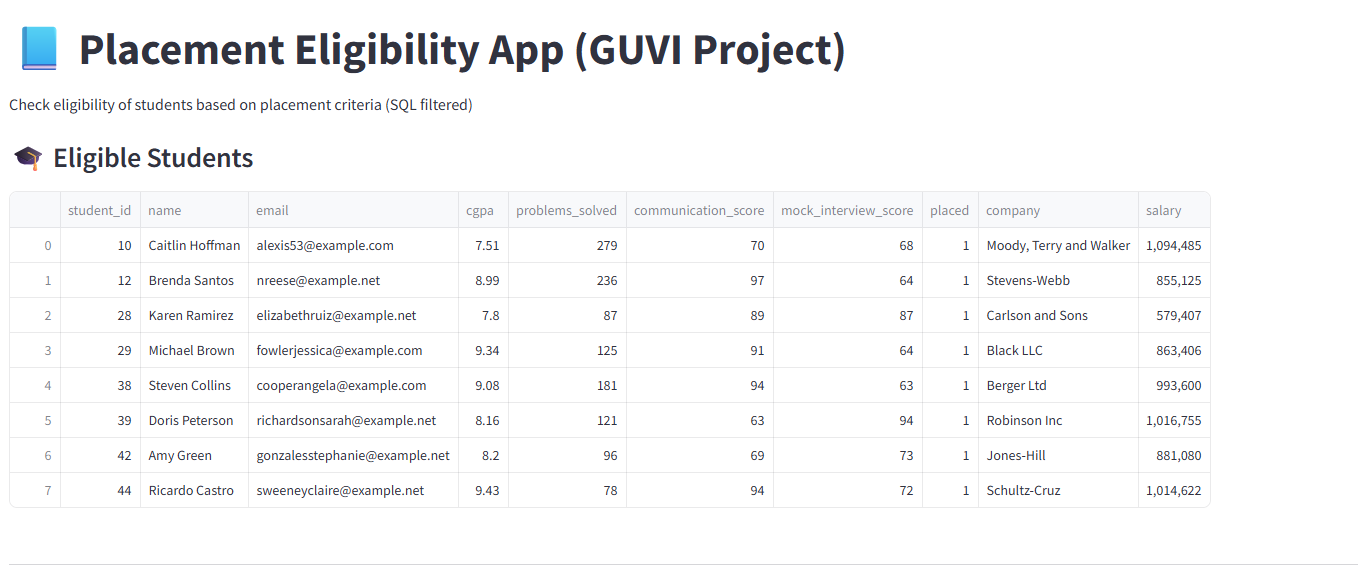 Placement Eligibility App (GUVI Project)
Check eligibility of students based on placement criteria (SQL filtered)
Eligible Students
student_id name email cgpa problems_solved communication_score mock_interview_score placed company salary
0 10 Caitlin Hoffman alexis53@example.com 7.51 279 70 68 1 Moody, Terry and Walker 1,094,485
1 12 Brenda Santos nreese@example.net 8.99 236 97 64 1 Stevens-Webb 855,125
2 28 Karen Ramirez elizabethruiz@example.net 7.8 87 89 87 1 Carlson and Sons 579,407
3 29 Michael Brown fowlerjessica@example.com 9.34 125 91 64 1 Black LLC 863,406
4 38 Steven Collins cooperangela@example.com 9.08 181 94 63 1 Berger Ltd 993,600
5 39 Doris Peterson richardsonsarah@example.net 8.16 121 63 94 1 Robinson Inc 1,016,755
6 42 Amy Green gonzalesstephanie@example.net 8.2 96 69 73 1 Jones-Hill 881,080
7 44 Ricardo Castro sweeneyclaire@example.net 9.43 78 94 72 1 Schultz-Cruz 1,014,622